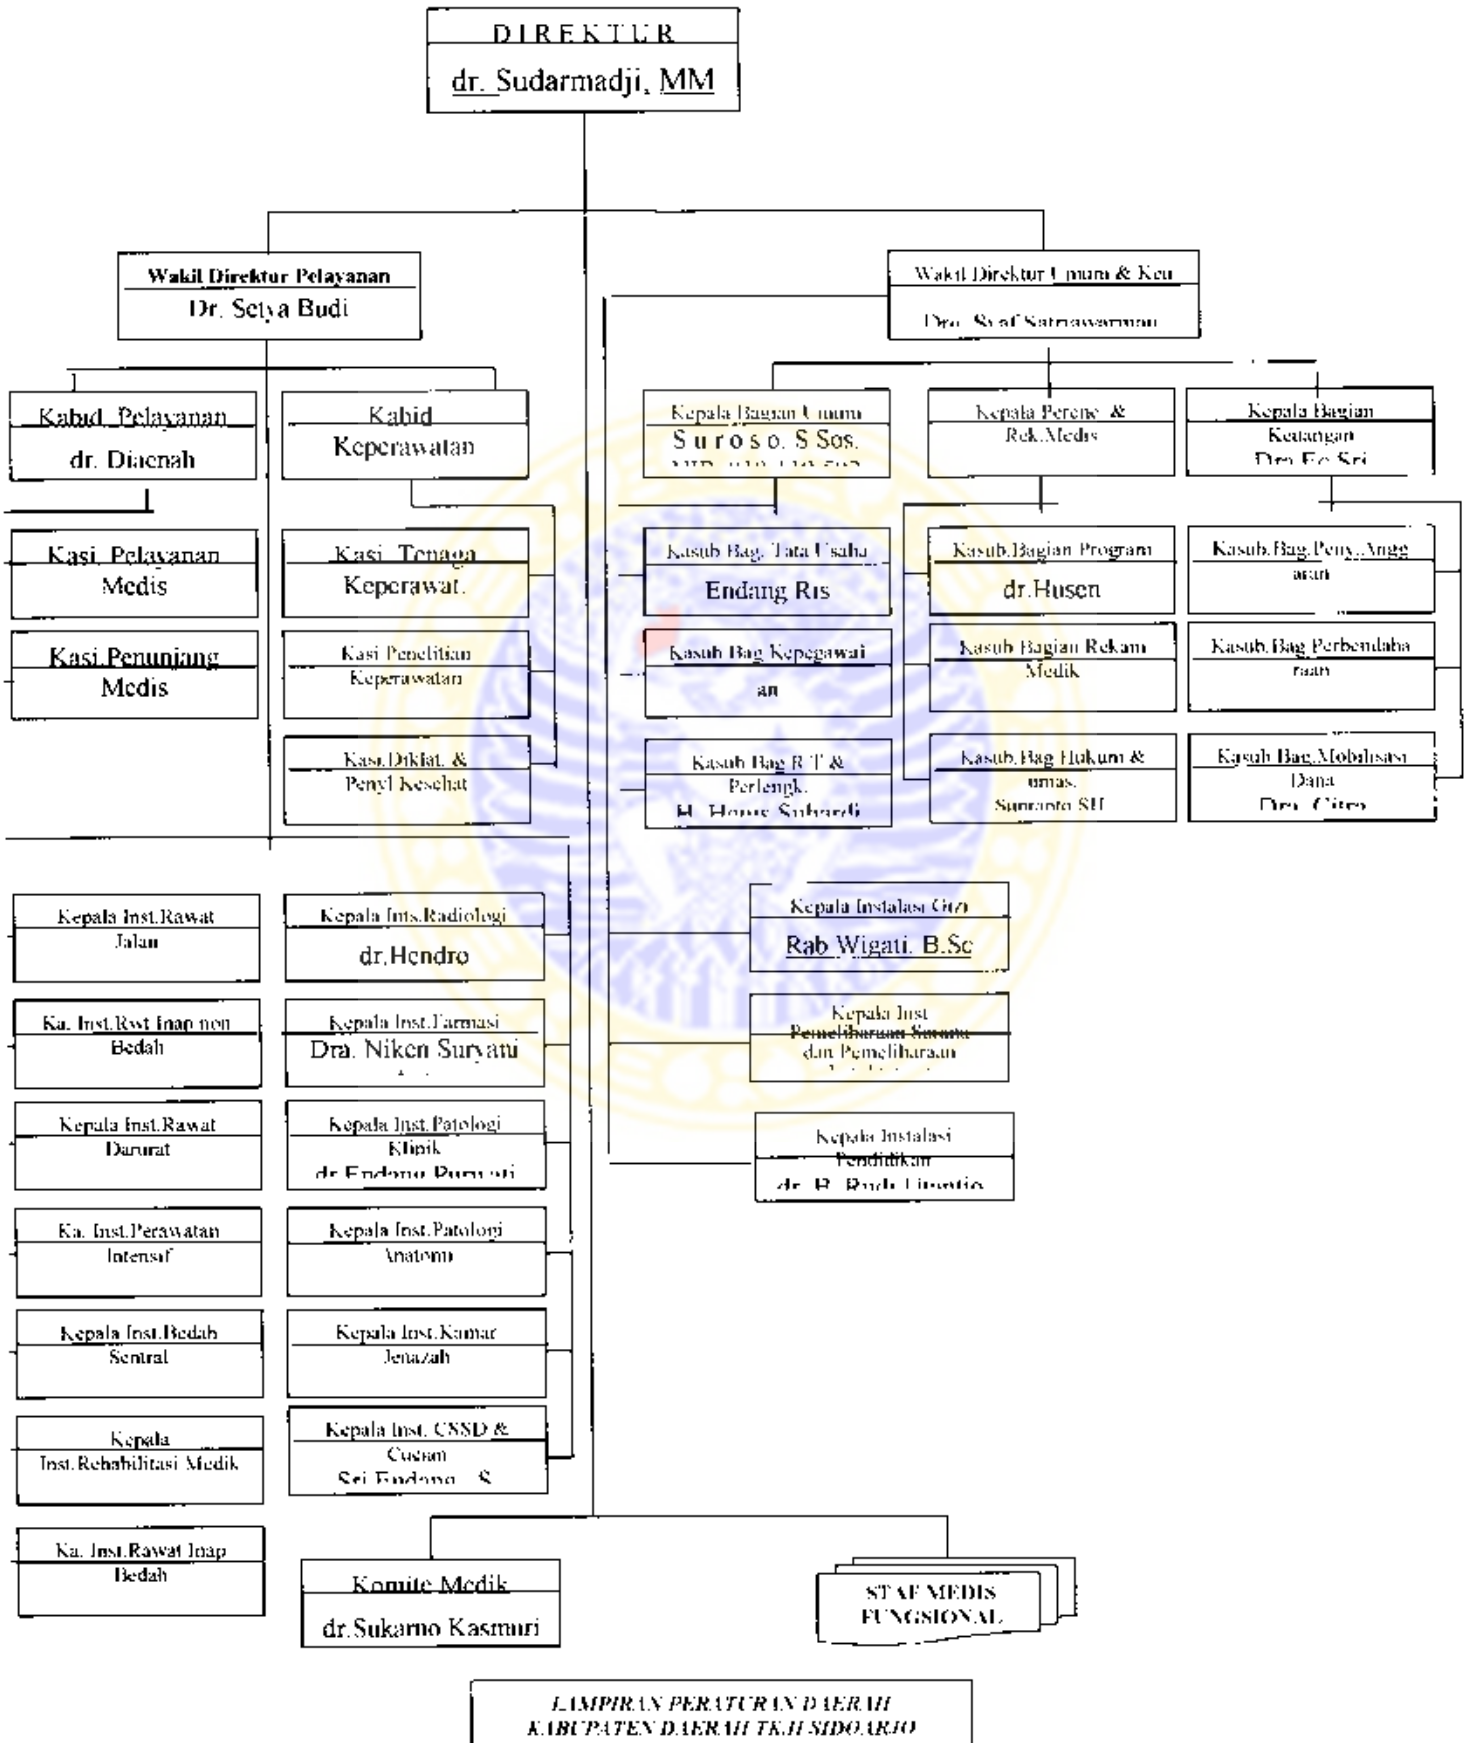 DIREKTUR
dr. Sudarmadji, MM
Wakil Direktur Pelayanan
Dr. Setya Budi
Wakil Direktur Umum & Keu
Kabid. Pelayanan
dr. Diaenah
Kabid
Keperawatan
Kepala Bagian Umum
Suroso. S Sos.
Kepala Perenc. &
Rek.Medis
Kepala Bagian
Keuangan
Kasi. Pelayanan
Medis
Kasi. Tenaga
Keperawat.
Kasub Bag. Tata Usaha
Endang Ris
Kasub.Bagian Program
dr.Husen
Kasub.Bag.Peny..Angg
aran
Kasi.Penunjang
Medis
Kasi Penelitian
Keperawatan
Kasub Bag Kepegawai
an
Kasub Bagian Rekam
Medik
Kasub.Bag Perbendaha
raan
Kasi.Diklat. &
Penyl Kesehat
Kasub Bag R T &
Perlengk.
Kasub.Bag Hukum &
umas.
Kasub Bag.Mobilisasi
Dana
Kepala Inst.Rawat
Jalan
Kepala Ints.Radiologi
dr.Hendro
Kepala Instalasi Gizi
Rab Wigati. B.Sc
Ka. Inst.Rwt Inap non
Bedah
Kepala Inst.Farmasi
Dra. Niken Suryani
Kepala Inst
Pemeliharaan Sarana
dan Pemeliharaan
Kepala Inst.Rawat
Darurat
Kepala Inst.Patologi
Klinik
Kepala Instalasi
Pendidikan
Ka. Inst.Perawatan
Intensif
Kepala Inst.Patologi
Anatomi
Kepala Inst.Bedah
Sentral
Kepala Inst.Kamar
Jenazah
Kepala
Inst.Rehabilitasi Medik
Kepala Inst. CSSD &
Cucian
Ka. Inst.Rawat Inap
Bedah
Komite Medik
dr.Sukarno Kasmuri
STAF MEDIS
FUNGSIONAL
LAMPIRAN PERATURAN DAERAH
KABUPATEN DAERAH TK.II SIDOARJO